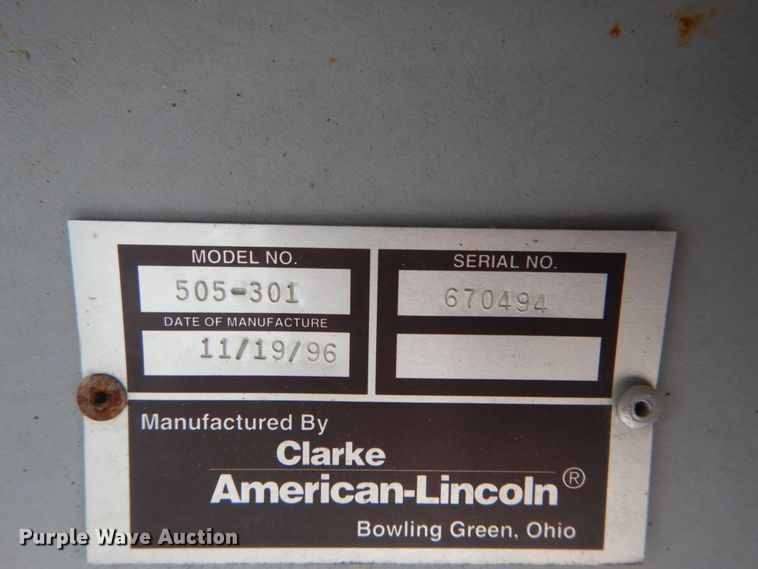 MODEL NO.
505-301
SERIAL NO.
670494
DATE OF MANUFACTURE
11/19/96
Manufactured By
Clarke
American-Lincoln®
Bowling Green, Ohio
Purple Wave Auction